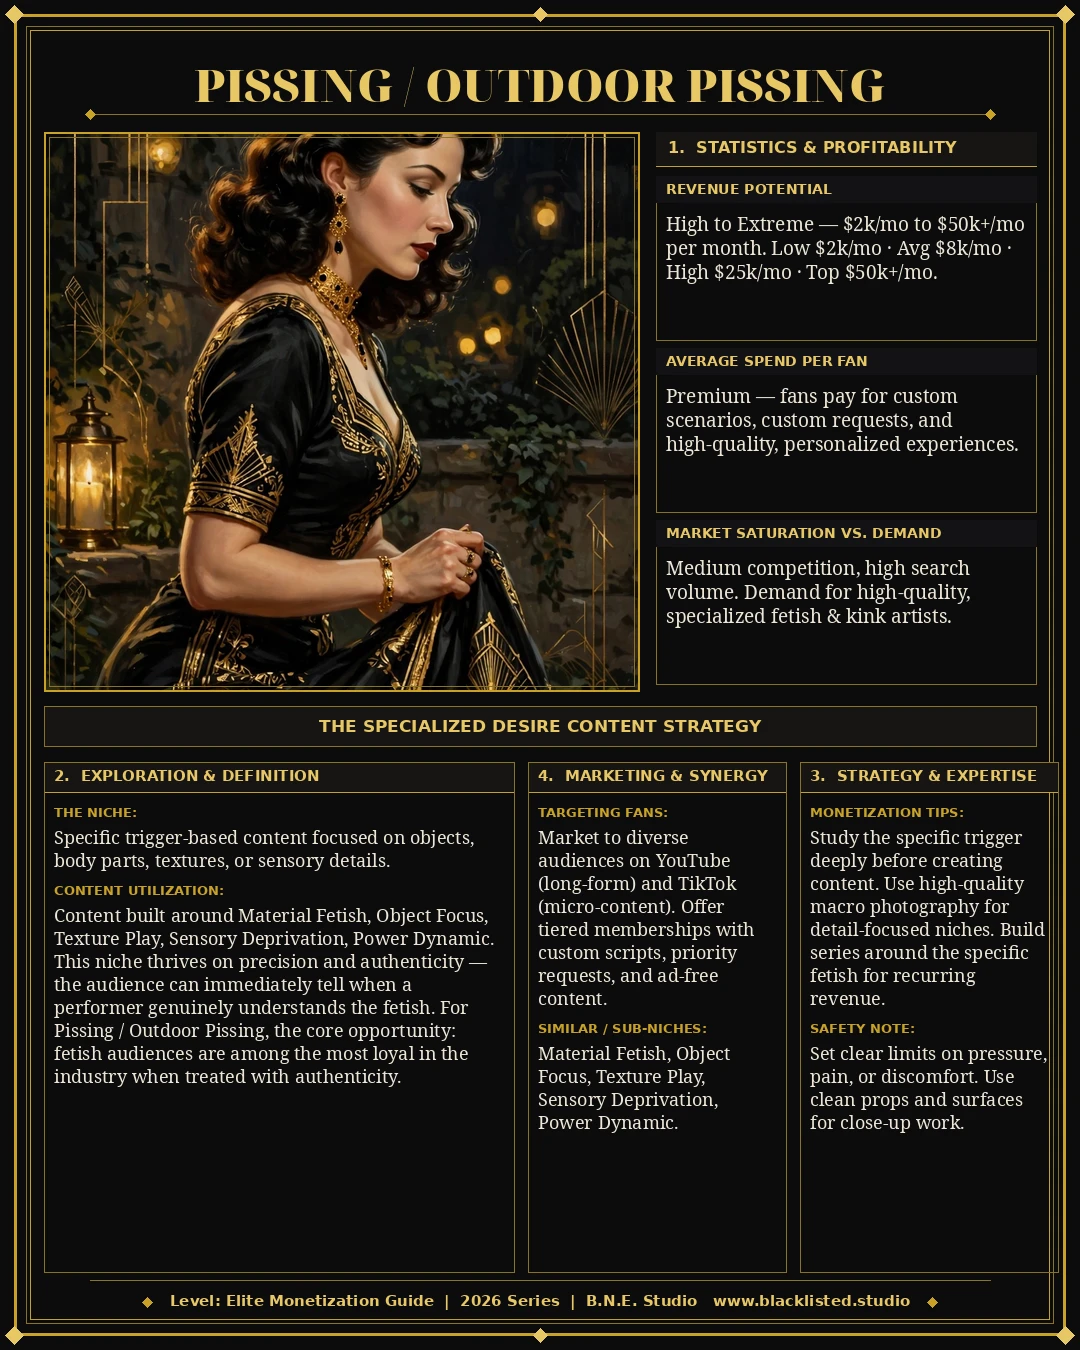 PISSING / OUTDOOR PISSING
1. STATISTICS & PROFITABILITY
REVENUE POTENTIAL
High to Extreme — $2k/mo to $50k+/mo
per month. Low $2k/mo · Avg $8k/mo ·
High $25k/mo · Top $50k+/mo.
AVERAGE SPEND PER FAN
Premium — fans pay for custom
scenarios, custom requests, and
high-quality, personalized experiences.
MARKET SATURATION VS. DEMAND
Medium competition, high search
volume. Demand for high-quality,
specialized fetish & kink artists.
THE SPECIALIZED DESIRE CONTENT STRATEGY
2. EXPLORATION & DEFINITION
THE NICHE:
Specific trigger-based content focused on objects,
body parts, textures, or sensory details.
CONTENT UTILIZATION:
Content built around Material Fetish, Object Focus,
Texture Play, Sensory Deprivation, Power Dynamic.
This niche thrives on precision and authenticity —
the audience can immediately tell when a
performer genuinely understands the fetish. For
Pissing / Outdoor Pissing, the core opportunity:
fetish audiences are among the most loyal in the
industry when treated with authenticity.
4. MARKETING & SYNERGY
TARGETING FANS:
Market to diverse
audiences on YouTube
(long-form) and TikTok
(micro-content). Offer
tiered memberships with
custom scripts, priority
requests, and ad-free
content.
SIMILAR / SUB-NICHES:
Material Fetish, Object
Focus, Texture Play,
Sensory Deprivation,
Power Dynamic.
3. STRATEGY & EXPERTISE
MONETIZATION TIPS:
Study the specific trigger
deeply before creating
content. Use high-quality
macro photography for
detail-focused niches. Build
series around the specific
fetish for recurring
revenue.
SAFETY NOTE:
Set clear limits on pressure,
pain, or discomfort. Use
clean props and surfaces
for close-up work.
Level: Elite Monetization Guide | 2026 Series | B.N.E. Studio www.blacklisted.studio